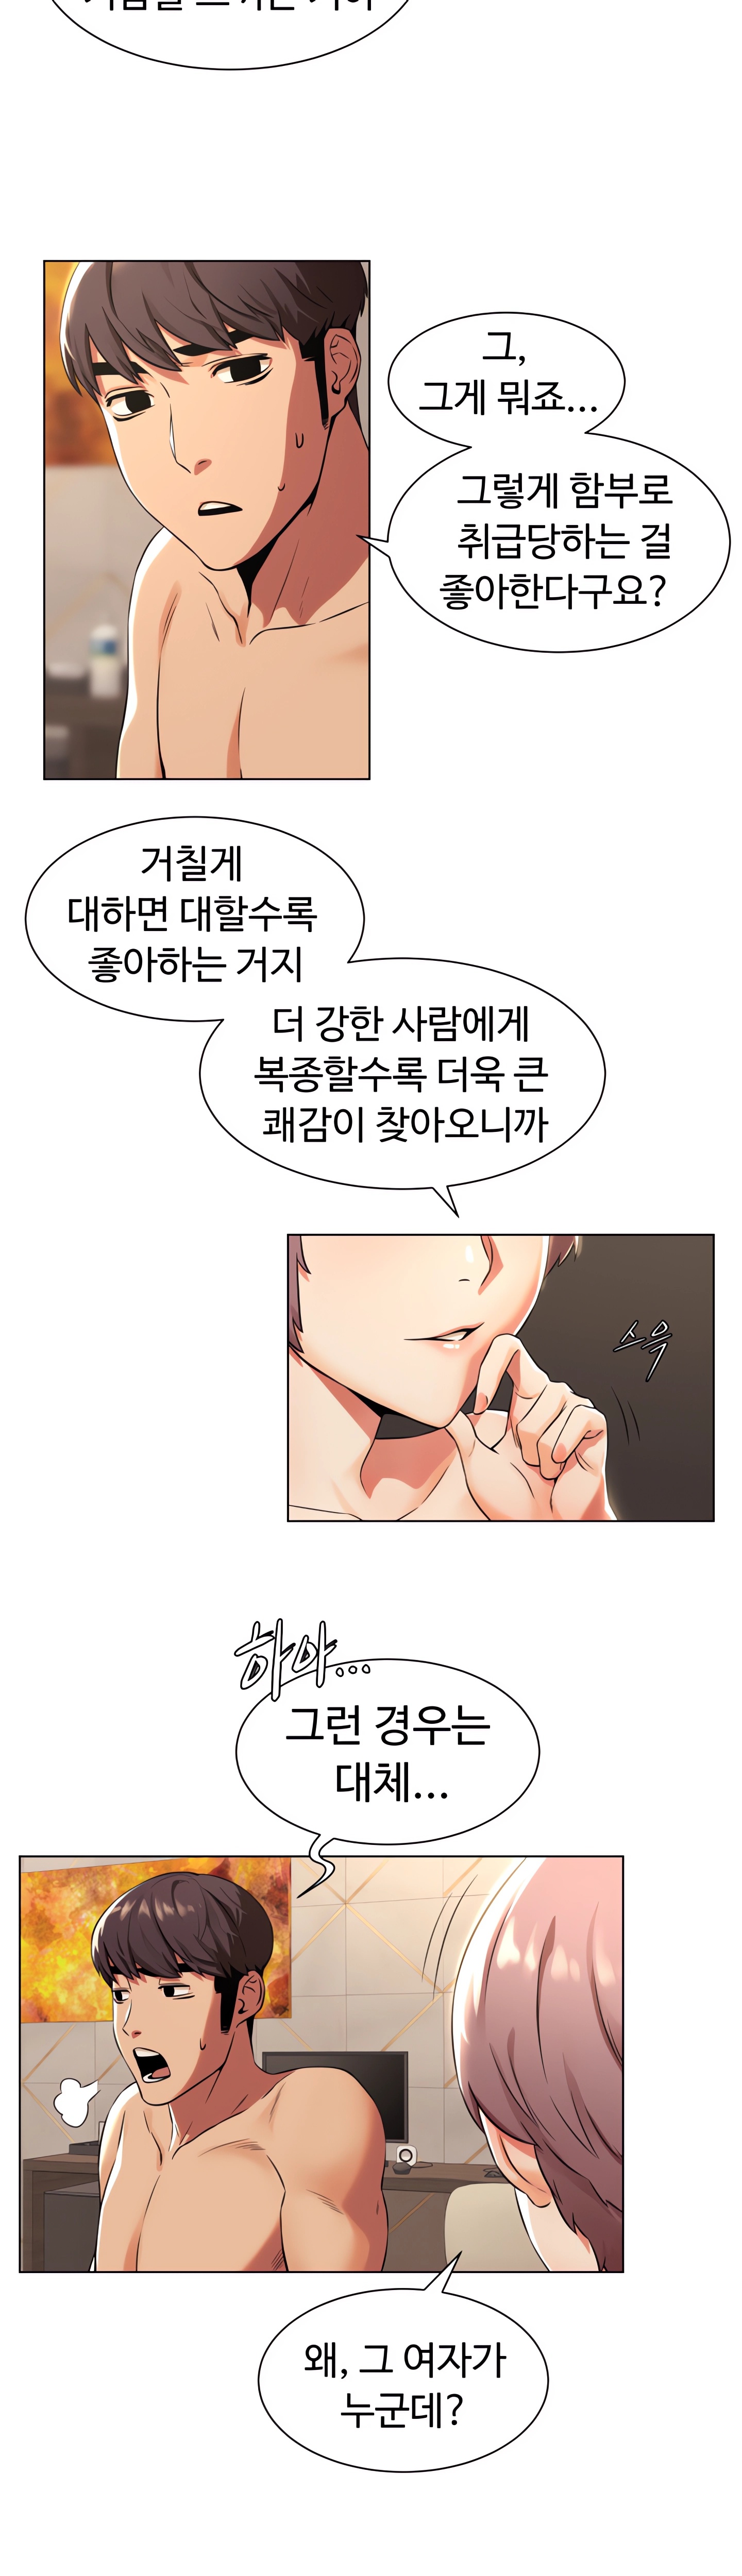 그,
그게 뭐죠...
그렇게 함부로
취급당하는 걸
좋아한다구요?
거칠게
대하면 대할수록
좋아하는 거지
더 강한 사람에게
복종할수록 더욱 큰
쾌감이 찾아오니까
스윽
하아...
그런 경우는
대체...
왜, 그 여자가
누군데?